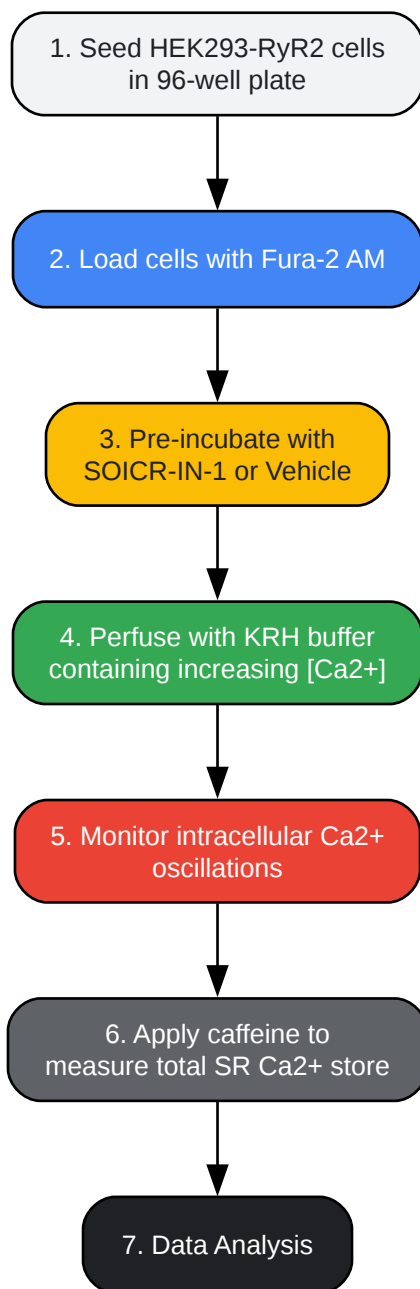 1. Seed HEK293-RyR2 cells
in 96-well plate
2. Load cells with Fura-2 AM
3. Pre-incubate with
SOICR-IN-1 or Vehicle
4. Perfuse with KRH buffer
containing increasing [Ca2+]
5. Monitor intracellular Ca2+
oscillations
6. Apply caffeine to
measure total SR Ca2+ store
7. Data Analysis